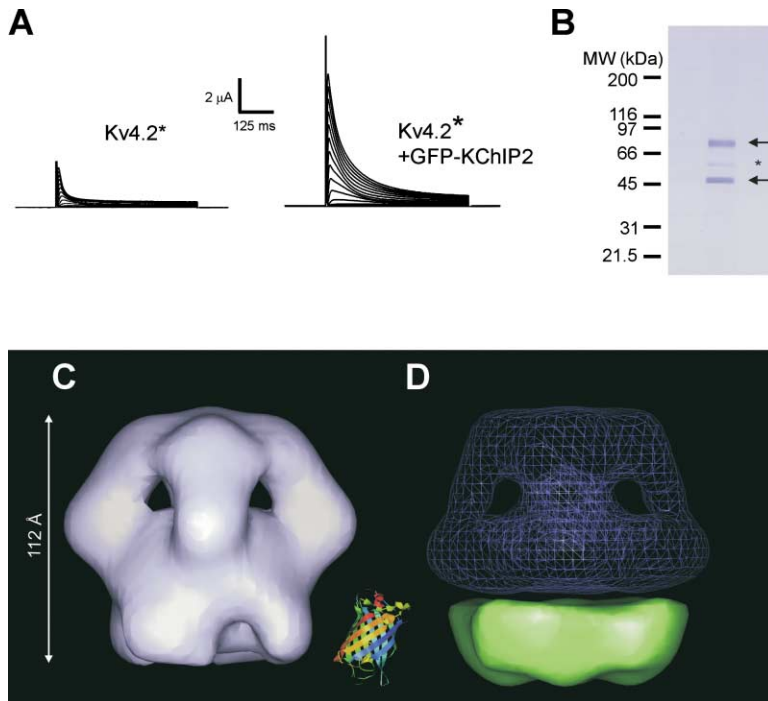 A
Kv4.2*
2 μA
125 ms
Kv4.2*
+GFP-KChIP2
B
MW (kDa)
200
116
97
66
*
45
31
21.5
C
112 Å
D